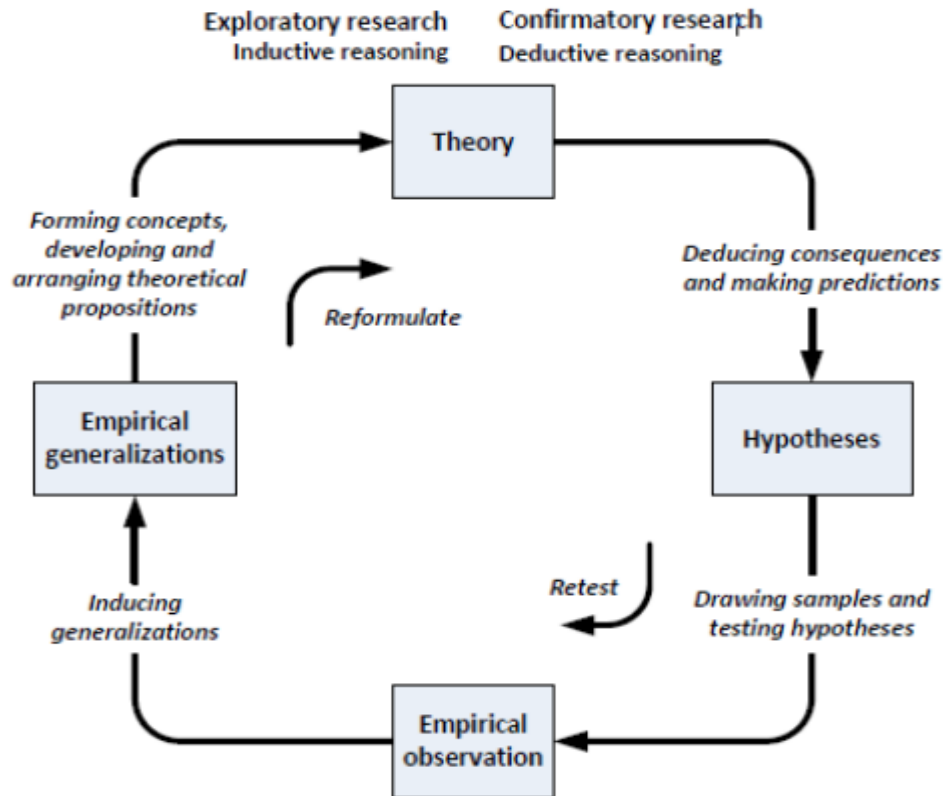 Exploratory research
Inductive reasoning
Confirmatory research
Deductive reasoning
Theory
Forming concepts,
developing and
arranging theoretical
propositions
Deducing consequences
and making predictions
Reformulate
Empirical
generalizations
Hypotheses
Retest
Inducing
generalizations
Drawing samples and
testing hypotheses
Empirical
observation